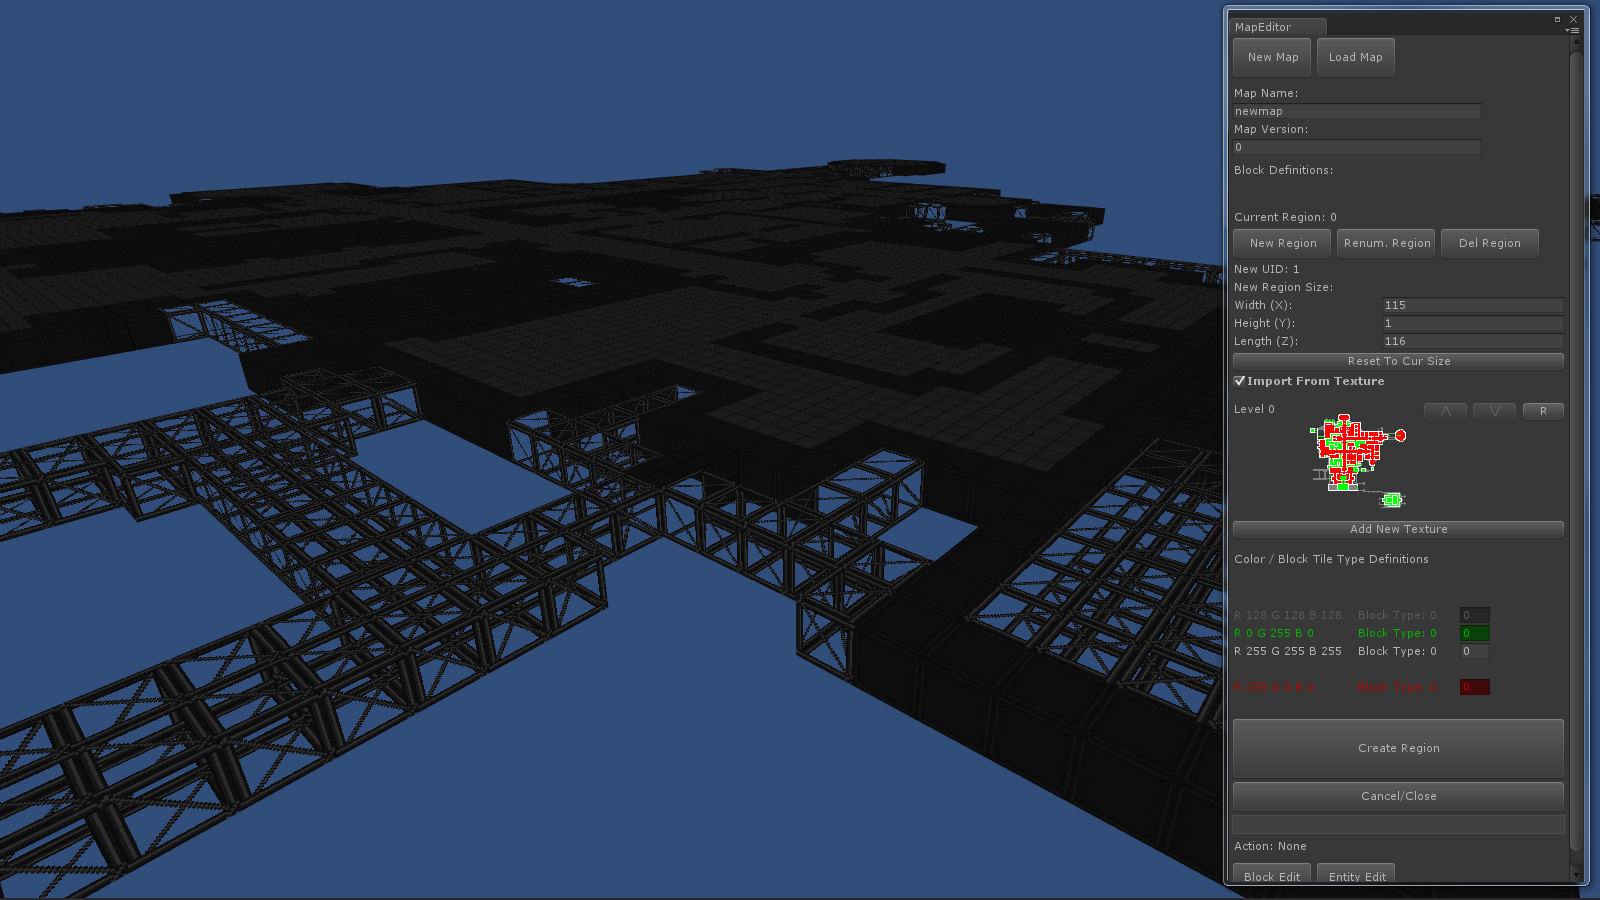 MapEditor
New Map Load Map
Map Name:
newmap
Map Version:
0
Block Definitions:
Current Region: 0
New Region Renum. Region Del Region
New UID: 1
New Region Size:
Width (X): 115
Height (Y): 1
Length (Z): 116
Reset To Cur Size
Import From Texture
Level 0 R
Add New Texture
Color / Block Tile Type Definitions
R 128 G 128 B 128 Block Type: 0 0
R 0 G 255 B 0 Block Type: 0 0
R 255 G 255 B 255 Block Type: 0 0
R 255 G 0 B 0 Block Type: 0 0
Create Region
Cancel/Close
Action: None
Block Edit Entity Edit